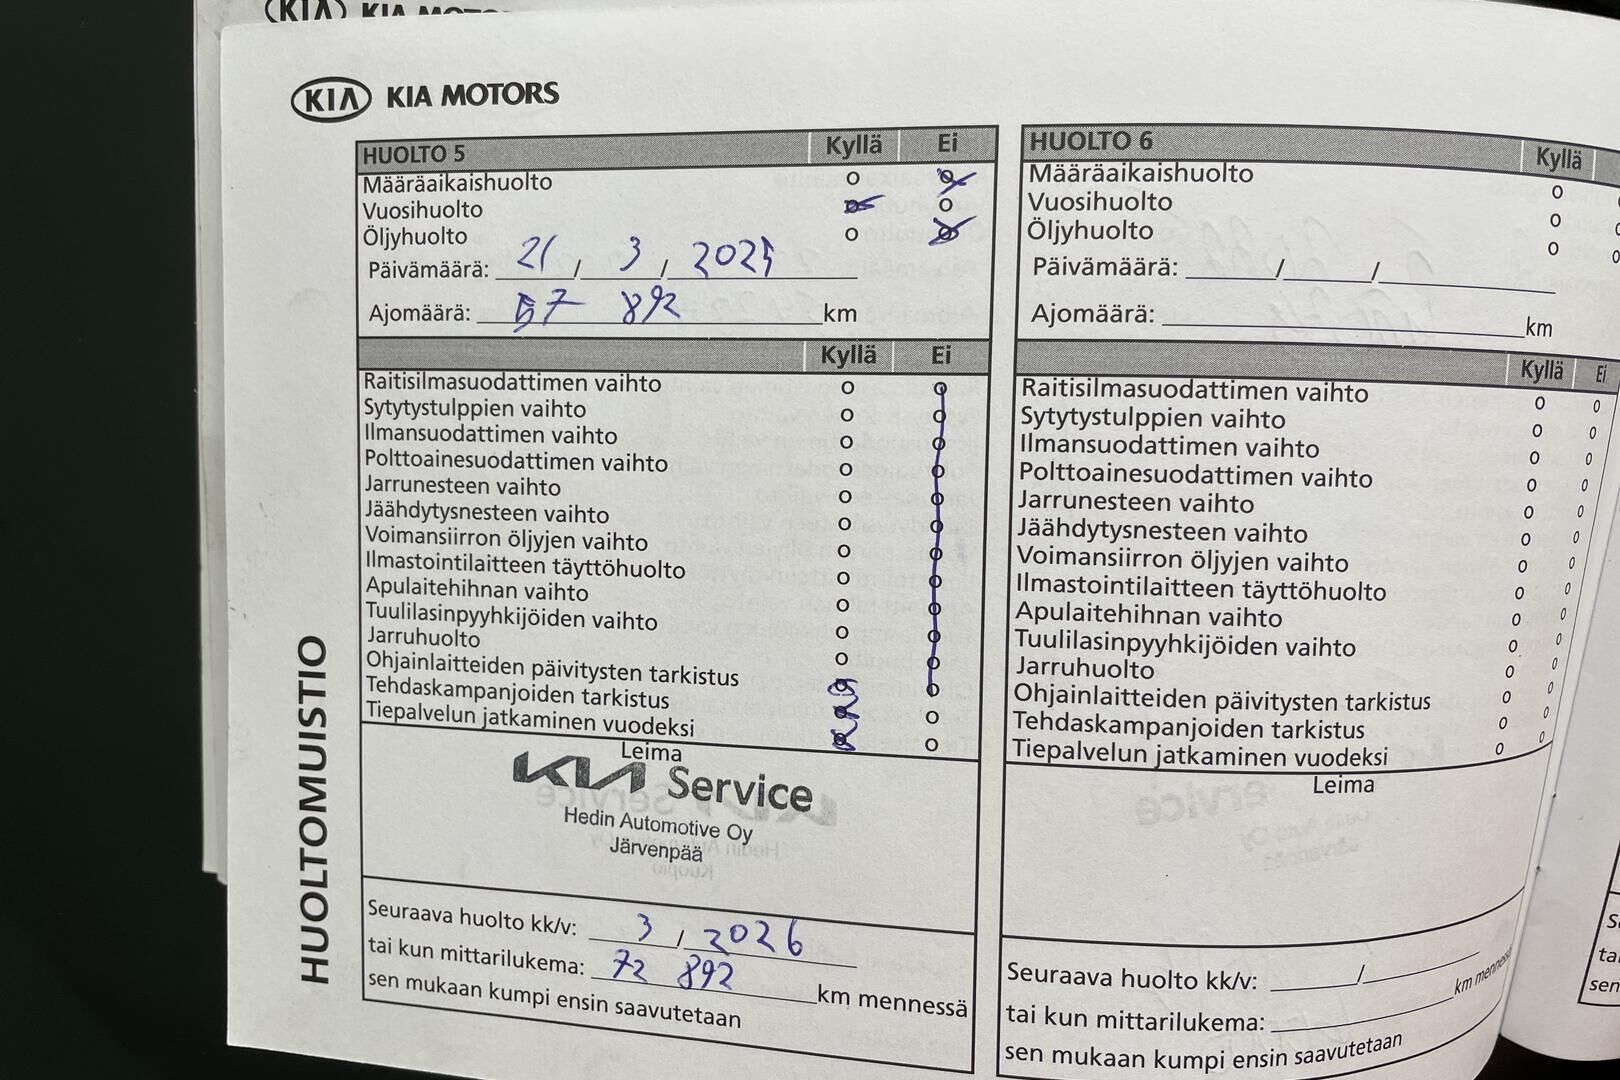 KIA KIA MOTORS
KIA KIA MOTORS
HUOLTO 5 Kyllä Ei
Määräaikaishuolto o o
Vuosihuolto o o
Öljyhuolto o o
Päivämäärä: 21 / 3 / 2025
Ajomäärä: 57 892 km
Kyllä Ei
Raitisilmasuodattimen vaihto o o
Sytytystulppien vaihto o o
Ilmansuodattimen vaihto o o
Polttoainesuodattimen vaihto o o
Jarrunesteen vaihto o o
Jäähdytysnesteen vaihto o o
Voimansiirron öljyjen vaihto o o
Ilmastointilaitteen täyttöhuolto o o
Apulaitehihnan vaihto o o
Tuulilasinpyyhkijöiden vaihto o o
Jarruhuolto o o
Ohjainlaitteiden päivitysten tarkistus o o
Tehdaskampanjoiden tarkistus o o
Tiepalvelun jatkaminen vuodeksi o o
Leima
KIA Service
Hedin Automotive Oy
Järvenpää
Seuraava huolto kk/v: 3 / 2026
tai kun mittarilukema: 72 892 km mennessä
sen mukaan kumpi ensin saavutetaan
HUOLTOMUISTIO
HUOLTO 6 Kyllä
Määräaikaishuolto o
Vuosihuolto o
Öljyhuolto o
Päivämäärä: / /
Ajomäärä: km
Kyllä Ei
Raitisilmasuodattimen vaihto o o
Sytytystulppien vaihto o o
Ilmansuodattimen vaihto o o
Polttoainesuodattimen vaihto o o
Jarrunesteen vaihto o o
Jäähdytysnesteen vaihto o o
Voimansiirron öljyjen vaihto o o
Ilmastointilaitteen täyttöhuolto o o
Apulaitehihnan vaihto o o
Tuulilasinpyyhkijöiden vaihto o o
Jarruhuolto o o
Ohjainlaitteiden päivitysten tarkistus o o
Tehdaskampanjoiden tarkistus o o
Tiepalvelun jatkaminen vuodeksi o o
Leima
Seuraava huolto kk/v: /
tai kun mittarilukema: km mennessä
sen mukaan kumpi ensin saavutetaan
tai
sen